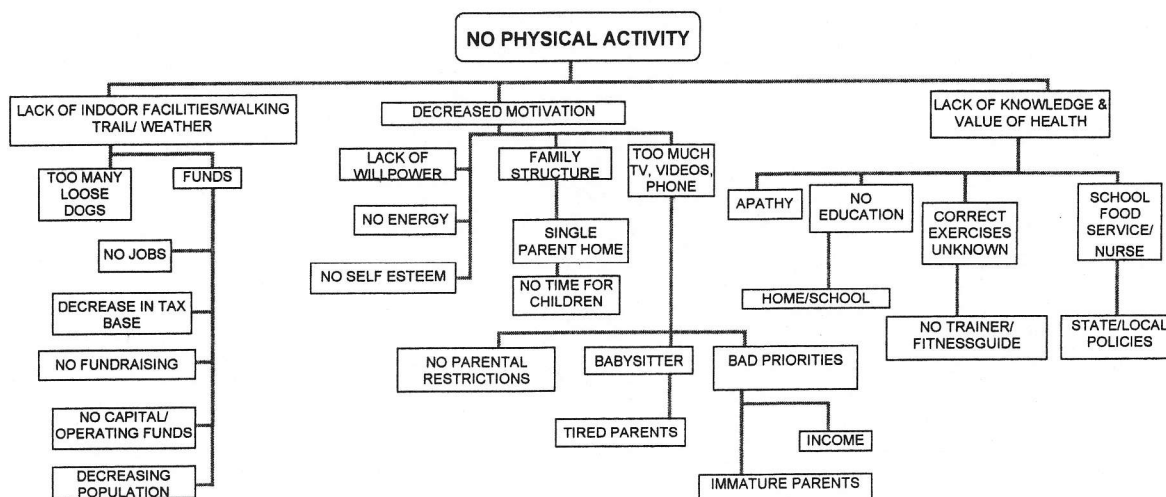 NO PHYSICAL ACTIVITY
LACK OF INDOOR FACILITIES/WALKING
TRAIL/ WEATHER
TOO MANY
LOOSE
DOGS
FUNDS
NO JOBS
DECREASE IN TAX
BASE
NO FUNDRAISING
NO CAPITAL/
OPERATING FUNDS
DECREASING
POPULATION
DECREASED MOTIVATION
LACK OF
WILLPOWER
NO ENERGY
NO SELF ESTEEM
FAMILY
STRUCTURE
SINGLE
PARENT HOME
NO TIME FOR
CHILDREN
TOO MUCH
TV, VIDEOS,
PHONE
NO PARENTAL
RESTRICTIONS
BABYSITTER
TIRED PARENTS
BAD PRIORITIES
INCOME
IMMATURE PARENTS
LACK OF KNOWLEDGE &
VALUE OF HEALTH
APATHY
NO
EDUCATION
HOME/SCHOOL
CORRECT
EXERCISES
UNKNOWN
NO TRAINER/
FITNESSGUIDE
SCHOOL
FOOD
SERVICE/
NURSE
STATE/LOCAL
POLICIES